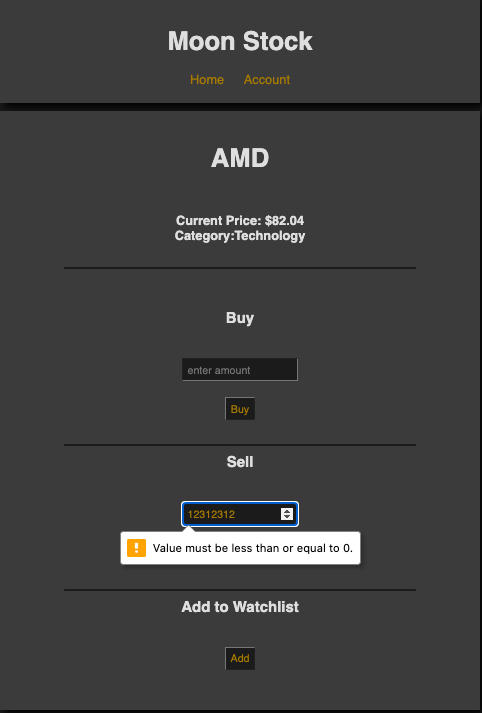 Moon Stock
Home Account
AMD
Current Price: $82.04
Category:Technology
Buy
enter amount
Buy
Sell
12312312
Value must be less than or equal to 0.
Add to Watchlist
Add